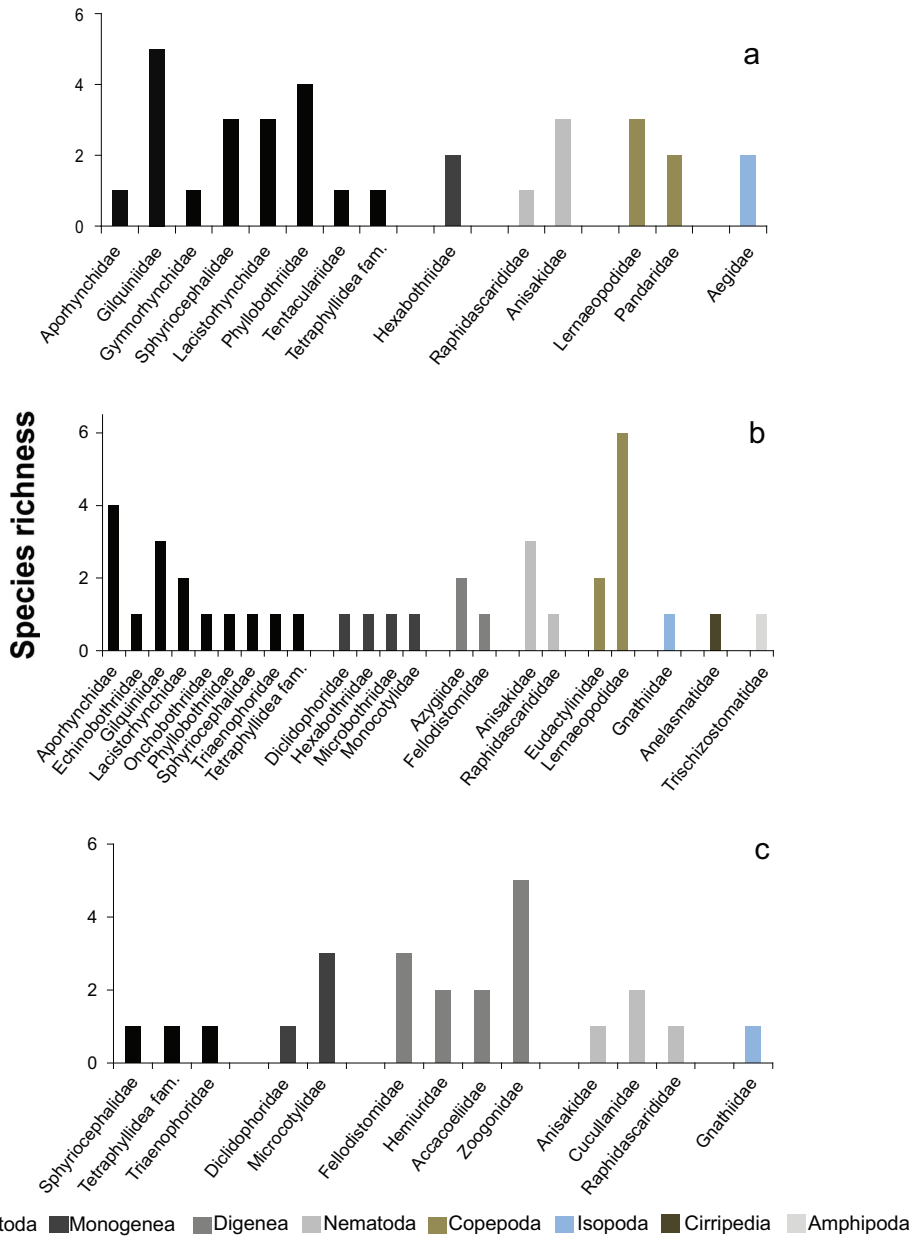 6
4
2
0
a
Aporhynchidae
Gilquiniidae
Gymnorhynchidae
Sphyriocephalidae
Lacistorhynchidae
Phyllobothriidae
Tentaculariidae
Tetraphyllidea fam.
Hexabothriidae
Raphidascarididae
Anisakidae
Lernaeopodidae
Pandaridae
Aegidae
Species richness
6
4
2
0
b
Aporhynchidae
Echinobothriidae
Gilquiniidae
Lacistorhynchidae
Onchobothriidae
Phyllobothriidae
Sphyriocephalidae
Triaenophoridae
Tetraphyllidea fam.
Diclidophoridae
Hexabothriidae
Microbothriidae
Monocotylidae
Azygiidae
Fellodistomidae
Anisakidae
Raphidascarididae
Eudactylinidae
Lernaeopodidae
Gnathiidae
Anelasmatidae
Trischizostomatidae
6
4
2
0
c
Sphyriocephalidae
Tetraphyllidea fam.
Triaenophoridae
Diclidophoridae
Microcotylidae
Fellodistomidae
Hemiuridae
Accacoeliidae
Zoogonidae
Anisakidae
Cucullanidae
Raphidascarididae
Gnathiidae
toda Monogenea Digenea Nematoda Copepoda Isopoda Cirripedia Amphipoda